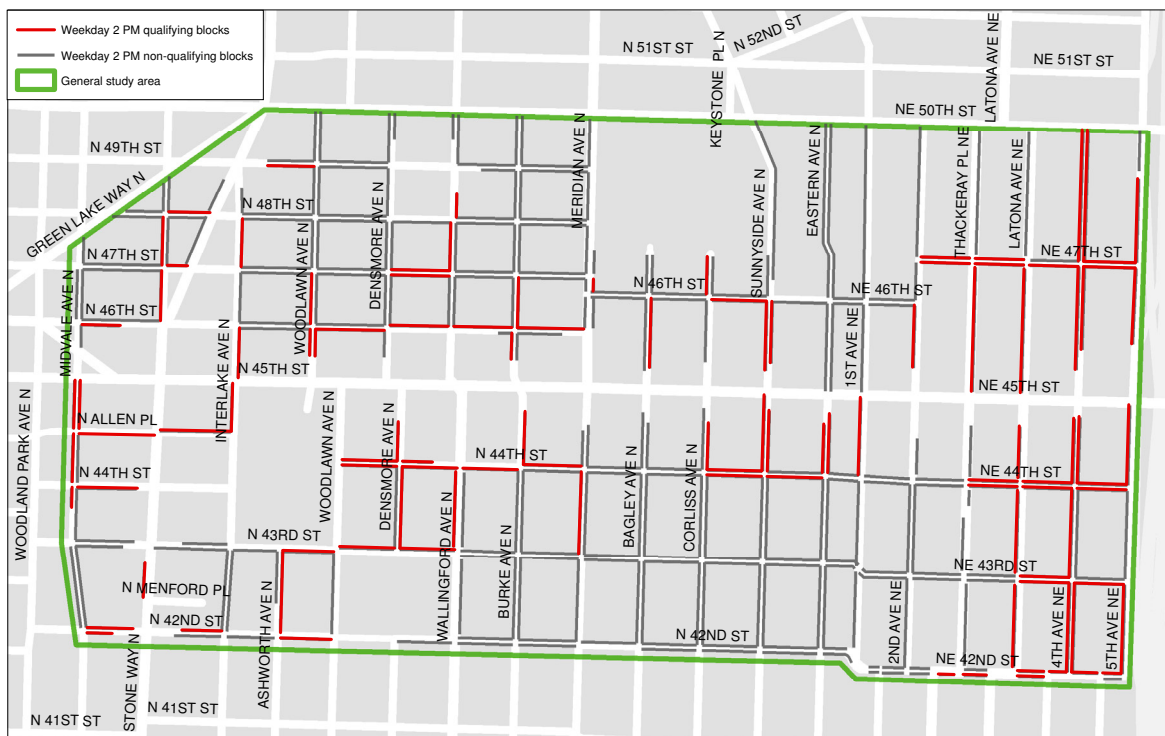 Weekday 2 PM qualifying blocks
Weekday 2 PM non-qualifying blocks
General study area
N 51ST ST
N 52ND ST
KEYSTONE PL N
LATONA AVE NE
NE 51ST ST
NE 50TH ST
N 49TH ST
GREEN LAKE WAY N
N 48TH ST
MERIDIAN AVE N
EASTERN AVE N
THACKERAY PL NE
LATONA AVE NE
N 47TH ST
NE 47TH ST
WOODLAWN AVE N
DENSMORE AVE N
SUNNYSIDE AVE N
N 46TH ST
NE 46TH ST
N 46TH ST
MIDVALE AVE N
INTERLAKE AVE N
1ST AVE NE
N 45TH ST
NE 45TH ST
N ALLEN PL
WOODLAND PARK AVE N
WOODLAWN AVE N
DENSMORE AVE N
N 44TH ST
N 44TH ST
BAGLEY AVE N
CORLISS AVE N
NE 44TH ST
N 43RD ST
WALLINGFORD AVE N
BURKE AVE N
NE 43RD ST
N MENFORD PL
ASHWORTH AVE N
N 42ND ST
N 42ND ST
2ND AVE NE
NE 42ND ST
4TH AVE NE
5TH AVE NE
STONE WAY N
N 41ST ST
N 41ST ST